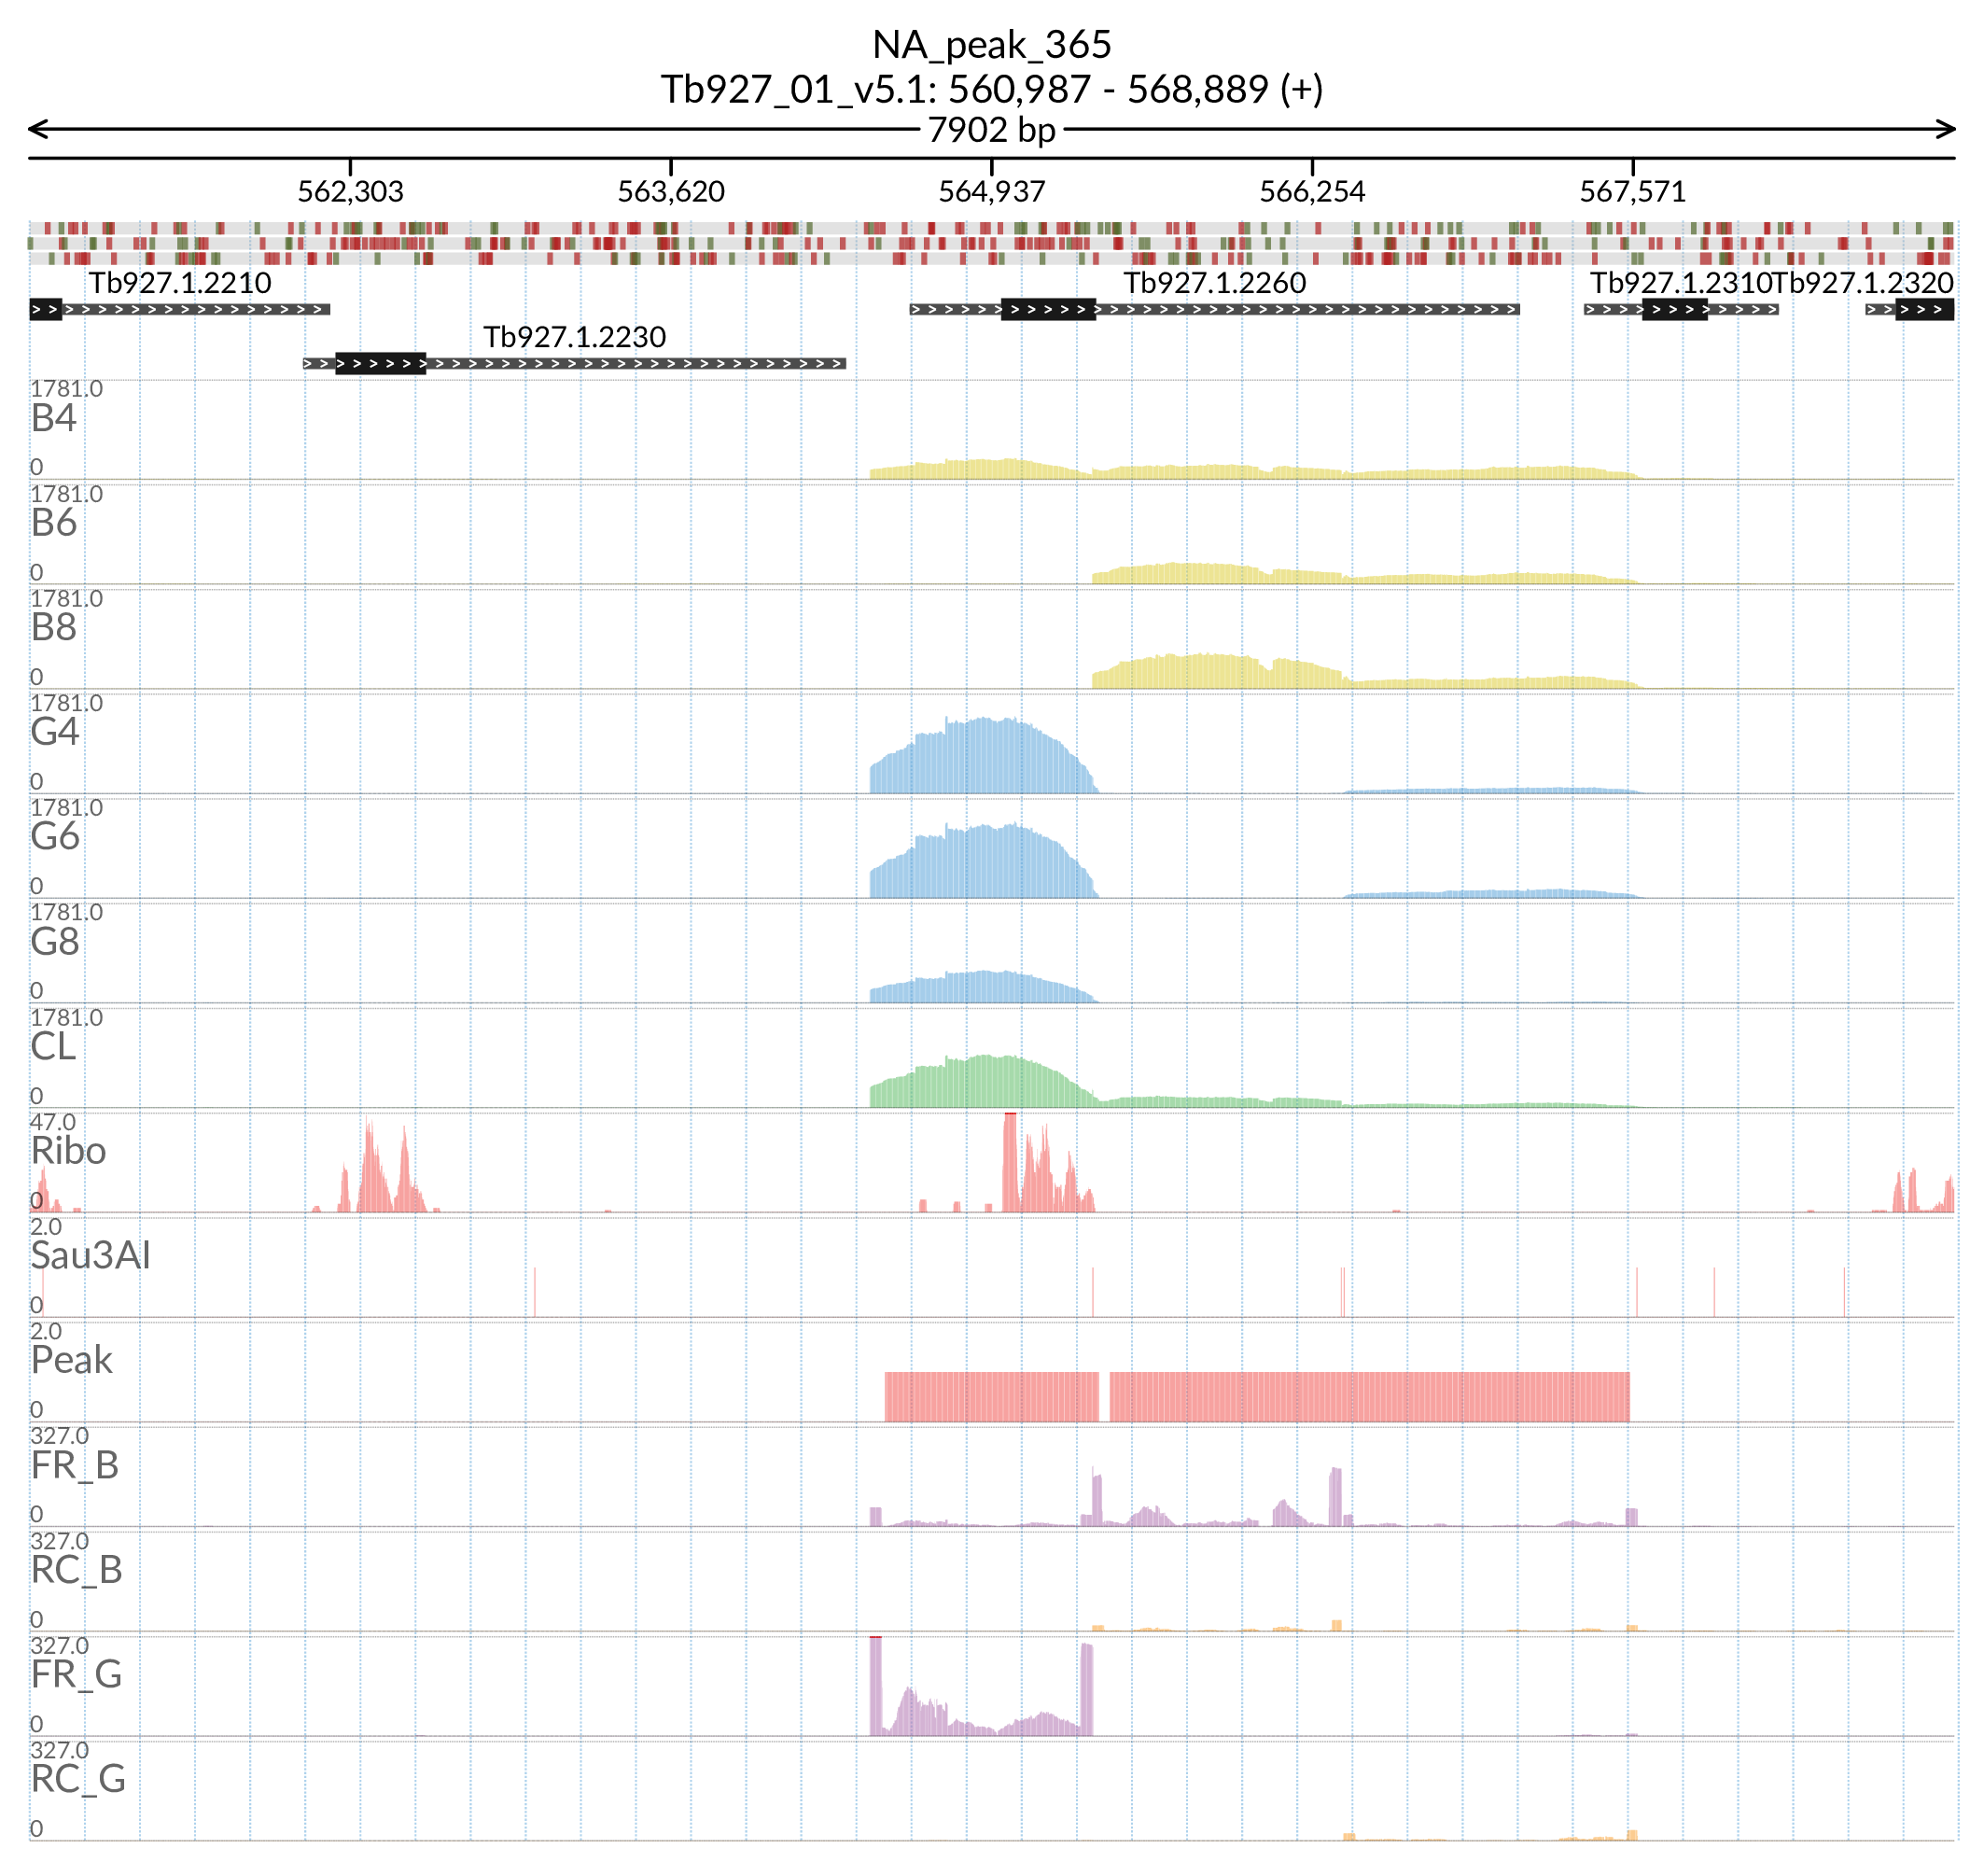 NA_peak_365
Tb927_01_v5.1: 560,987 - 568,889 (+)
7902 bp
562,303 563,620 564,937 566,254 567,571
Tb927.1.2210 Tb927.1.2260 Tb927.1.2310 Tb927.1.2320
Tb927.1.2230
1781.0
B4
0
1781.0
B6
0
1781.0
B8
0
1781.0
G4
0
1781.0
G6
0
1781.0
G8
0
1781.0
CL
0
47.0
Ribo
0
2.0
Sau3AI
0
2.0
Peak
0
327.0
FR_B
0
327.0
RC_B
0
327.0
FR_G
0
327.0
RC_G
0